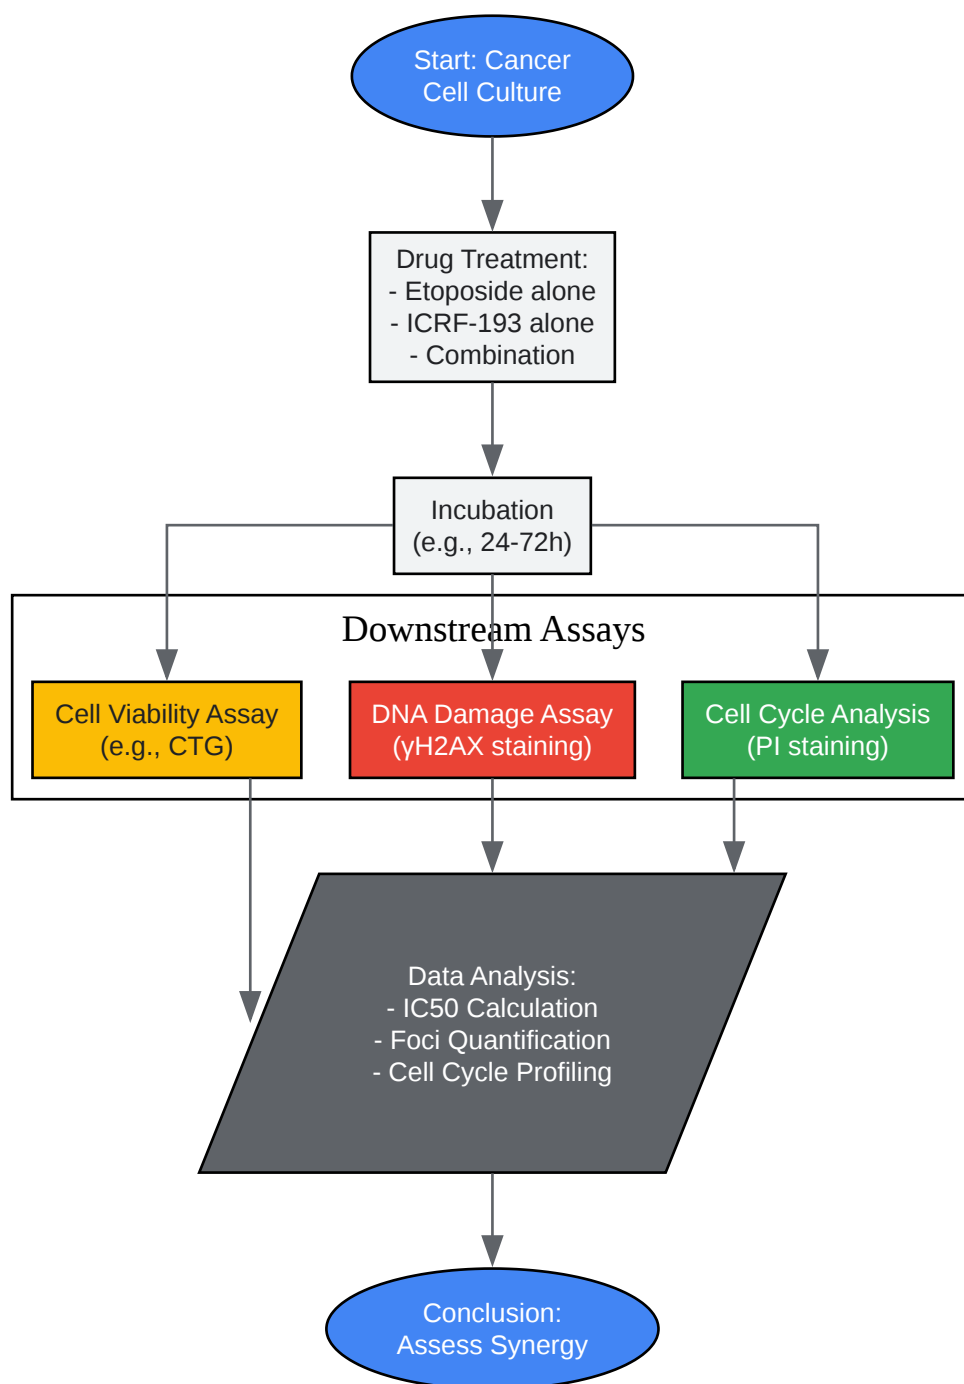 Start: Cancer
Cell Culture
Drug Treatment:
- Etoposide alone
- ICRF-193 alone
- Combination
Incubation
(e.g., 24-72h)
Downstream Assays
Cell Viability Assay
(e.g., CTG)
DNA Damage Assay
(γH2AX staining)
Cell Cycle Analysis
(PI staining)
Data Analysis:
- IC50 Calculation
- Foci Quantification
- Cell Cycle Profiling
Conclusion:
Assess Synergy